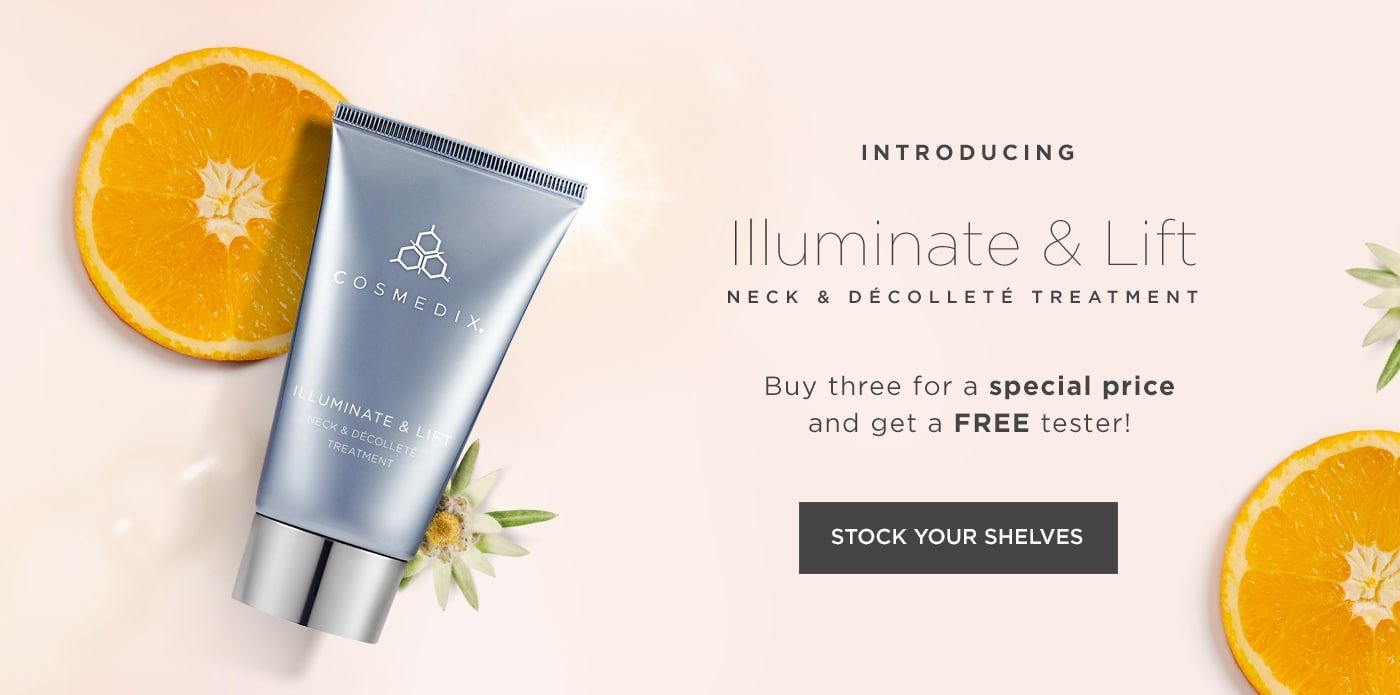 COSMEDIX®
ILLUMINATE & LIFT
NECK & DÉCOLLETÉ
TREATMENT
INTRODUCING
Illuminate & Lift
NECK & DÉCOLLETÉ TREATMENT
Buy three for a special price
and get a FREE tester!
STOCK YOUR SHELVES